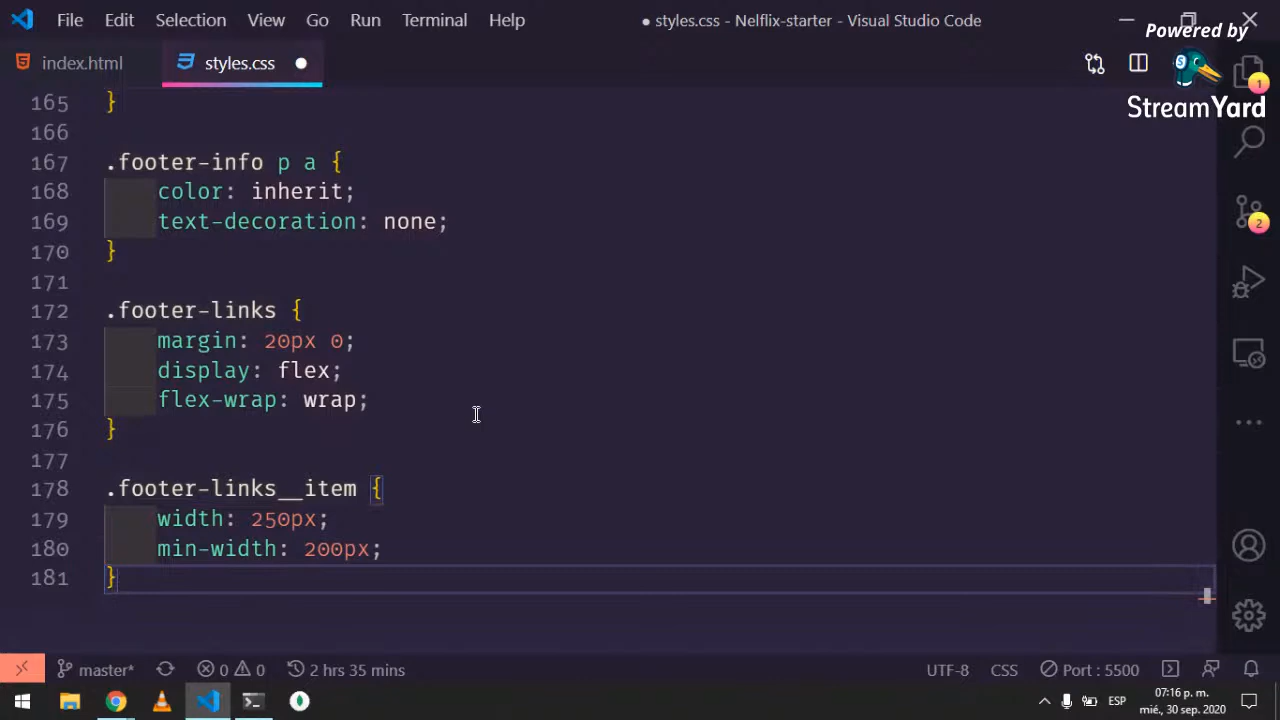 File Edit Selection View Go Run Terminal Help
● styles.css - Nelflix-starter - Visual Studio Code
Powered by
StreamYard
index.html
styles.css
165 }
166
167 .footer-info p a {
168 color: inherit;
169 text-decoration: none;
170 }
171
172 .footer-links {
173 margin: 20px 0;
174 display: flex;
175 flex-wrap: wrap;
176 }
177
178 .footer-links__item {
179 width: 250px;
180 min-width: 200px;
181 }
1
2
master* 0 0 2 hrs 35 mins UTF-8 CSS Port : 5500
ESP
07:16 p. m.
mié., 30 sep. 2020